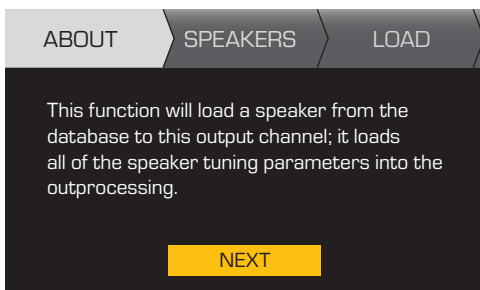 ABOUT SPEAKERS LOAD
This function will load a speaker from the
database to this output channel; it loads
all of the speaker tuning parameters into the
outprocessing.
NEXT